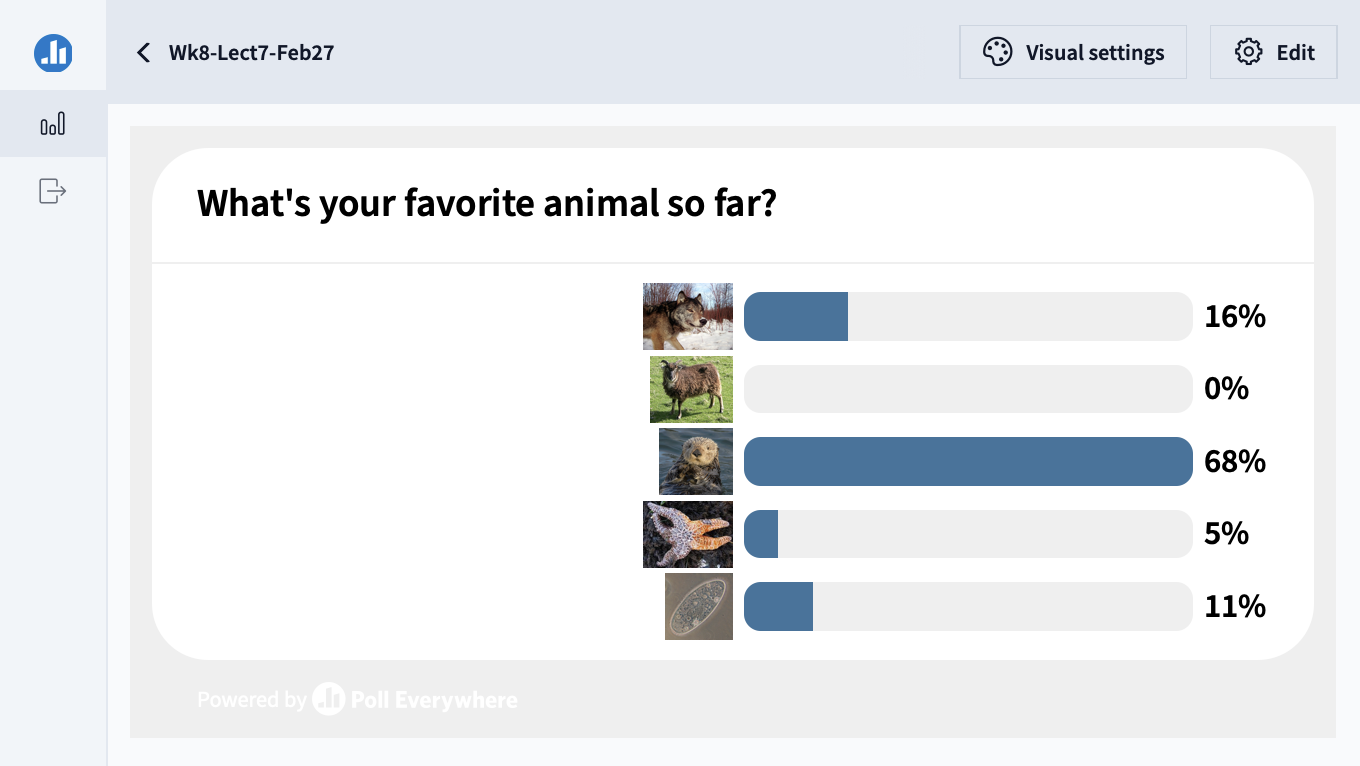 Wk8-Lect7-Feb27
Visual settings
Edit
What's your favorite animal so far?
16%
0%
68%
5%
11%
Powered by Poll Everywhere